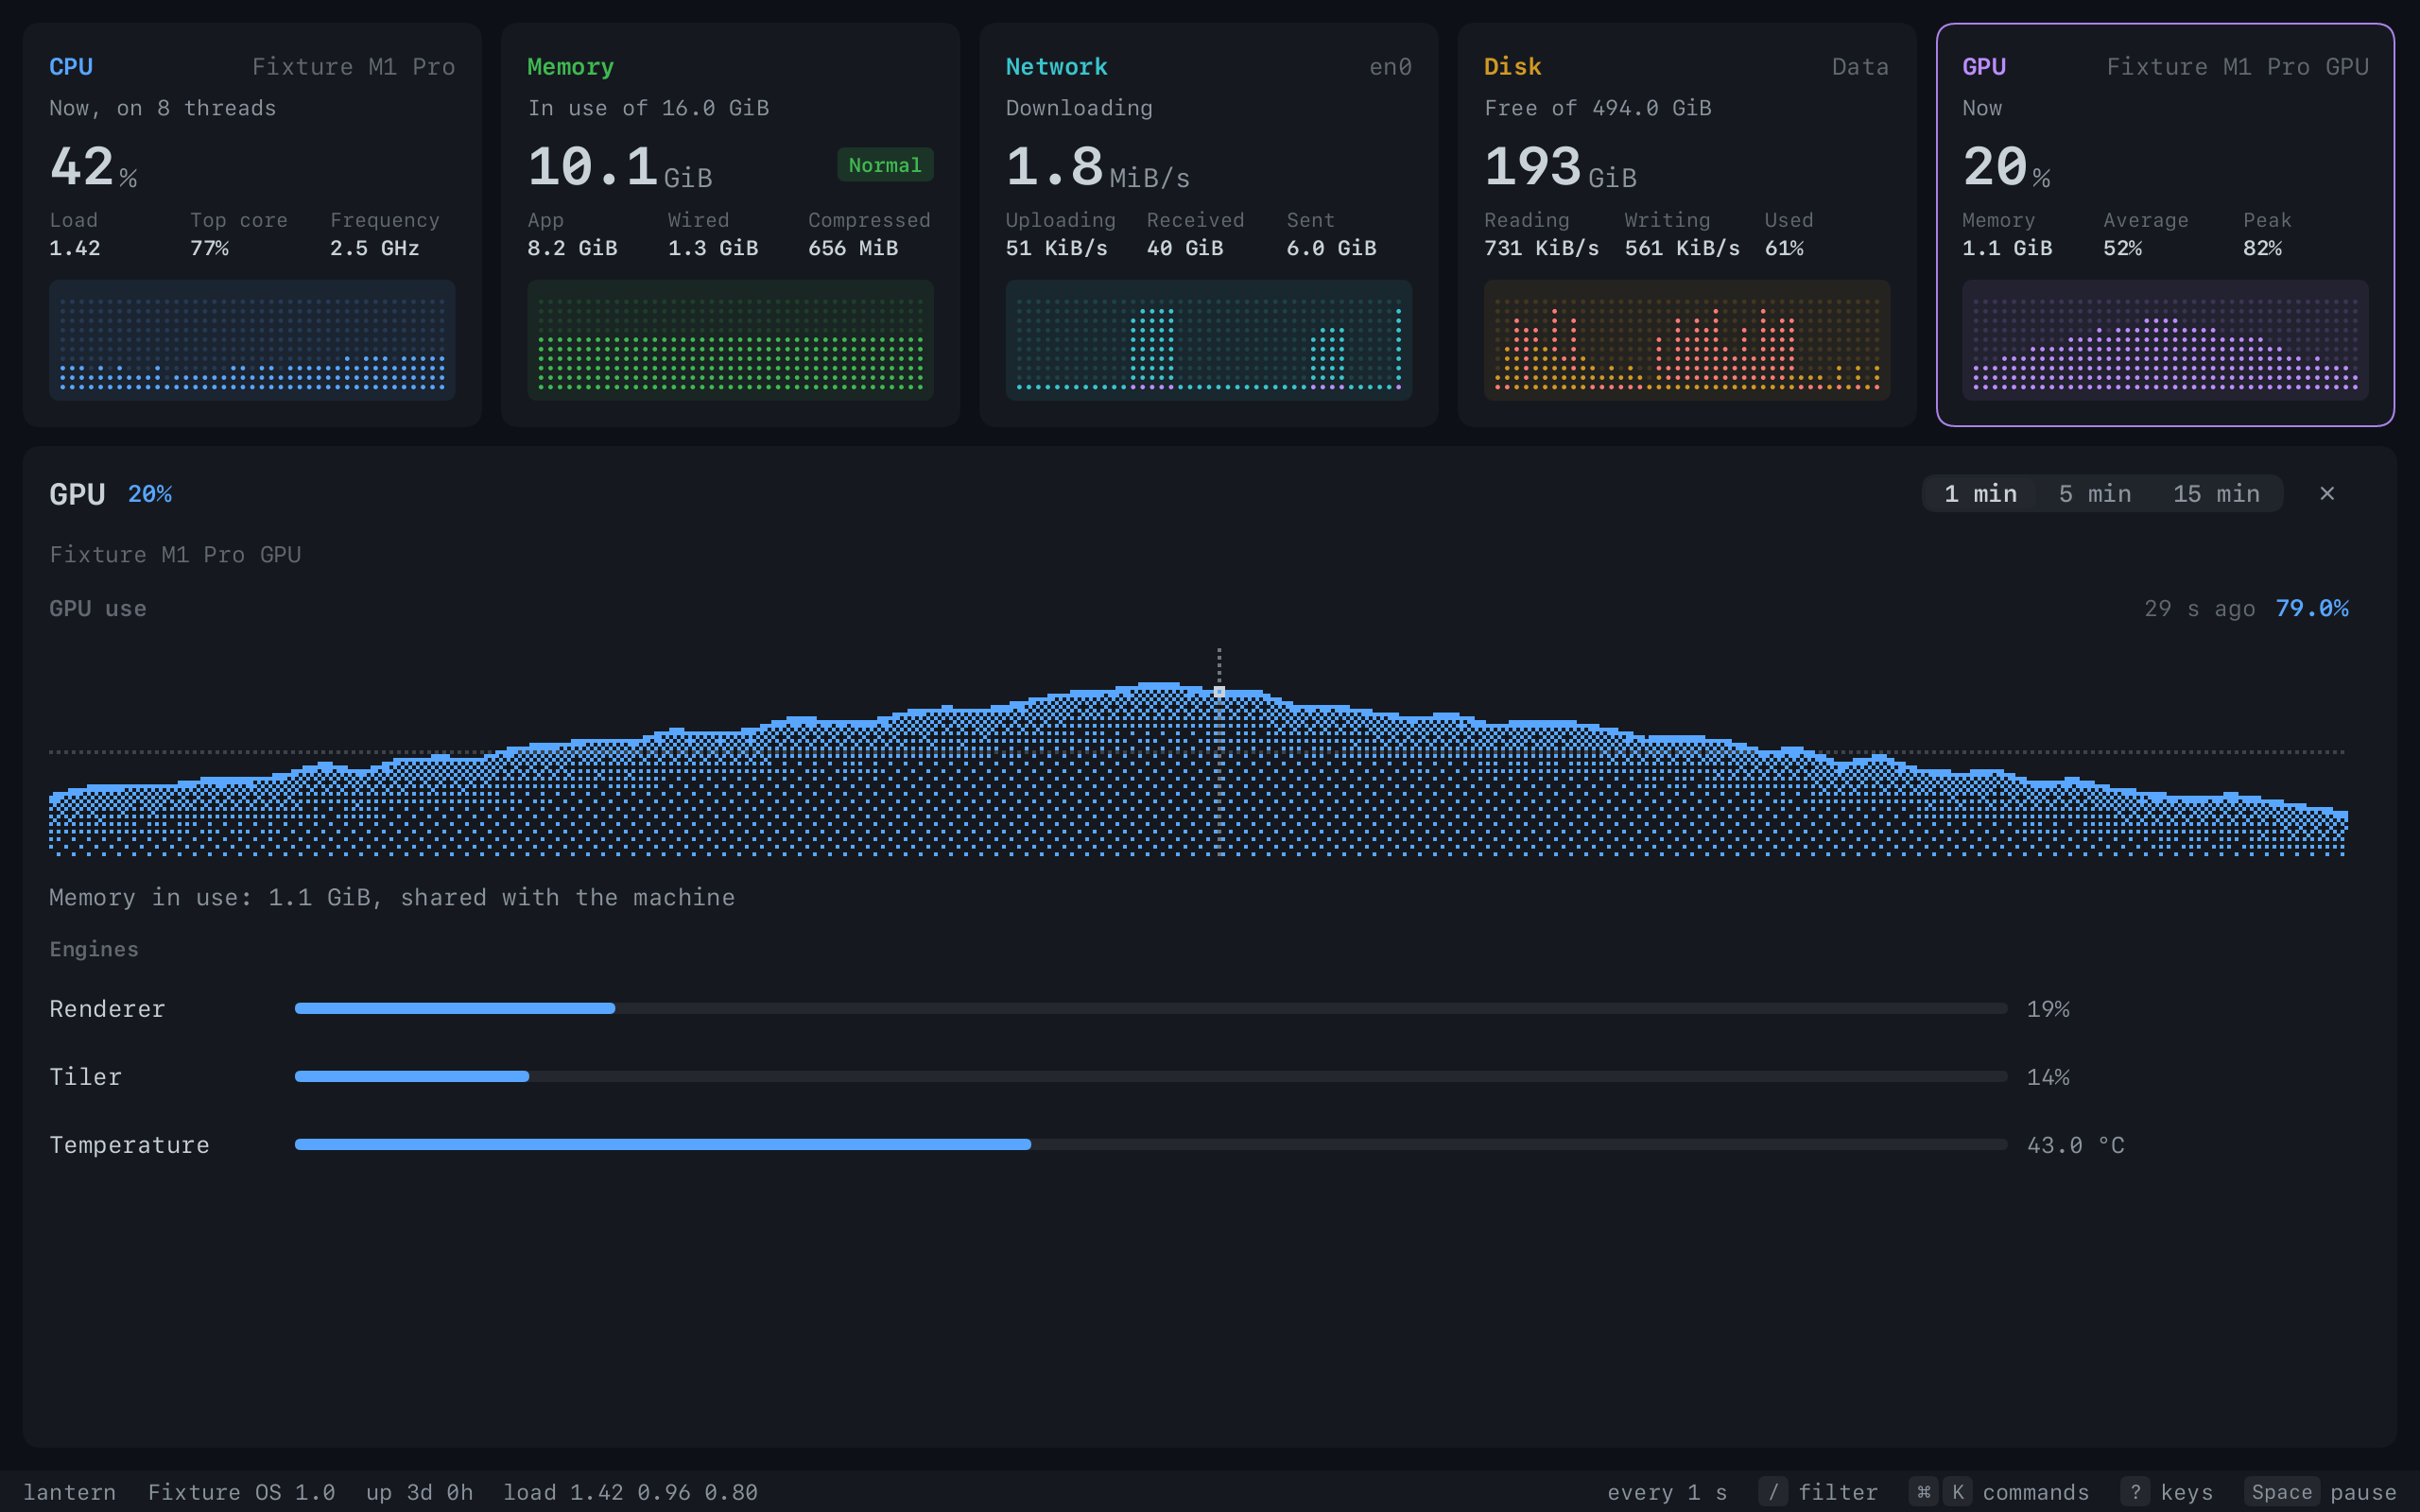 CPU Fixture M1 Pro
Now, on 8 threads
42%
Load Top core Frequency
1.42 77% 2.5 GHz
Memory
In use of 16.0 GiB
10.1 GiB Normal
App Wired Compressed
8.2 GiB 1.3 GiB 656 MiB
Network en0
Downloading
1.8 MiB/s
Uploading Received Sent
51 KiB/s 40 GiB 6.0 GiB
Disk Data
Free of 494.0 GiB
193 GiB
Reading Writing Used
731 KiB/s 561 KiB/s 61%
GPU Fixture M1 Pro GPU
Now
20%
Memory Average Peak
1.1 GiB 52% 82%
GPU 20% 1 min 5 min 15 min ×
Fixture M1 Pro GPU
GPU use 29 s ago 79.0%
Memory in use: 1.1 GiB, shared with the machine
Engines
Renderer 19%
Tiler 14%
Temperature 43.0 °C
lantern Fixture OS 1.0 up 3d 0h load 1.42 0.96 0.80 every 1 s / filter ⌘ K commands ? keys Space pause